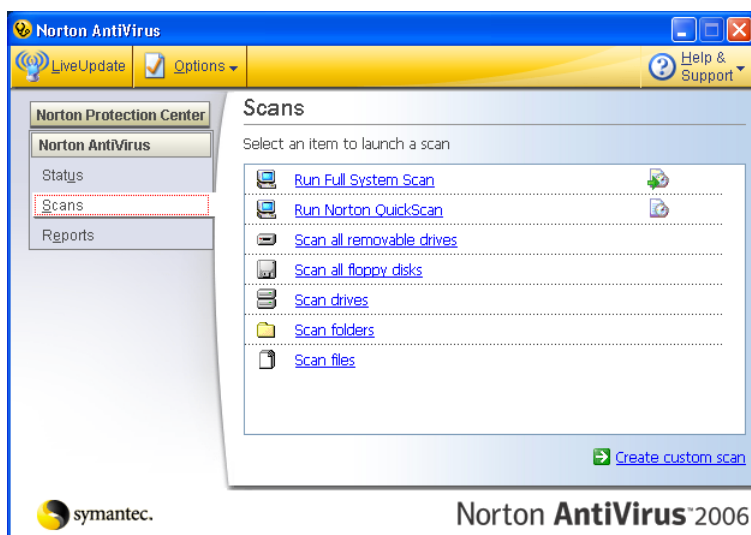 Norton AntiVirus
LiveUpdate
Options
Help & Support
Norton Protection Center
Norton AntiVirus
Status
Scans
Reports
Scans
Select an item to launch a scan
Run Full System Scan
Run Norton QuickScan
Scan all removable drives
Scan all floppy disks
Scan drives
Scan folders
Scan files
Create custom scan
symantec.
Norton AntiVirus™2006